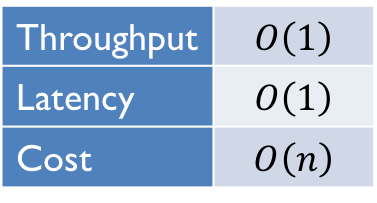 Throughput O(1)
Latency O(1)
Cost O(n)